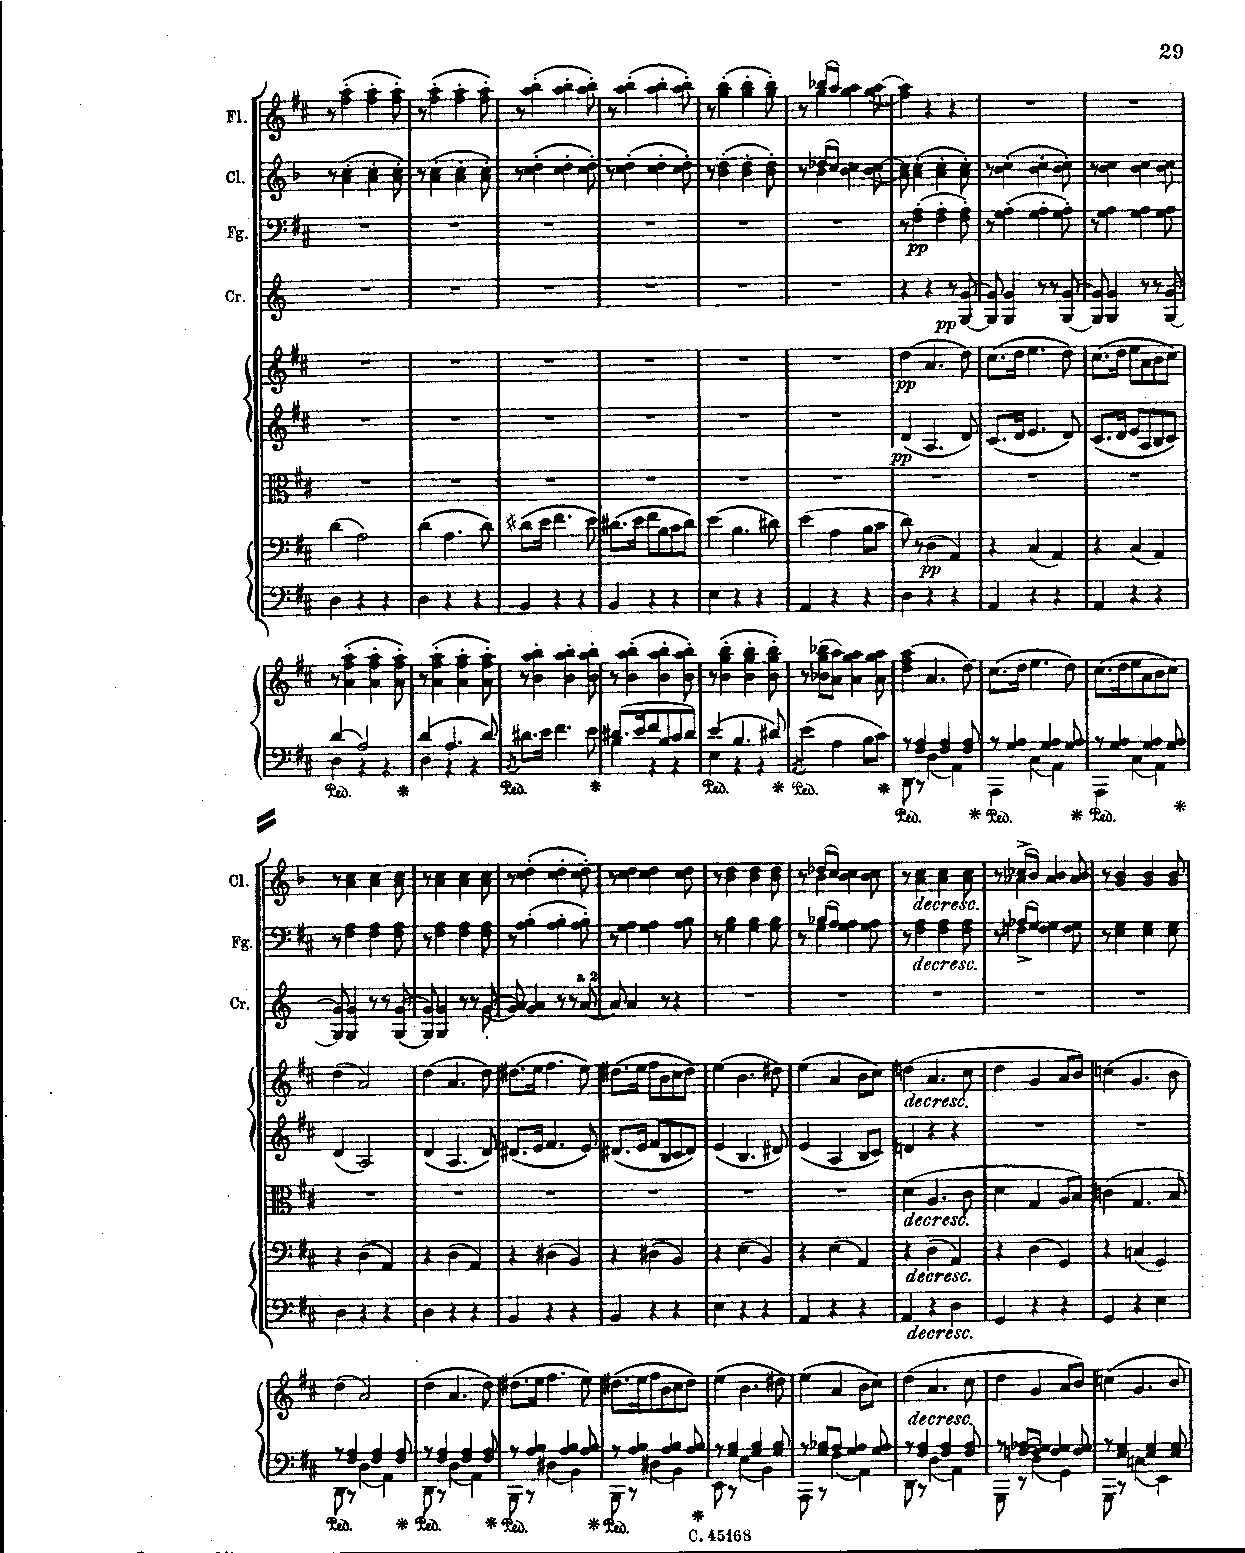 29
Fl.
Cl.
Fg.
pp
Cr.
pp
pp
pp
pp
Ped. * Ped. * Ped. * Ped. * Ped. * Ped. * Ped. *
Cl.
decresc.
Fg.
decresc.
a 2
Cr.
decresc.
decresc.
decresc.
decresc.
decresc.
Ped. * Ped. * Ped. * Ped. *
C. 45168